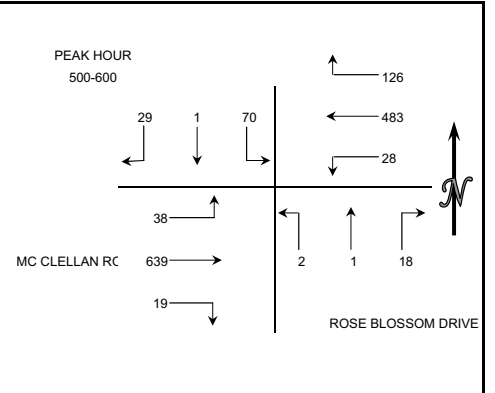 PEAK HOUR
500-600
126
483
28
29 1 70
38
639
19
MC CLELLAN RC
2 1 18
N
ROSE BLOSSOM DRIVE